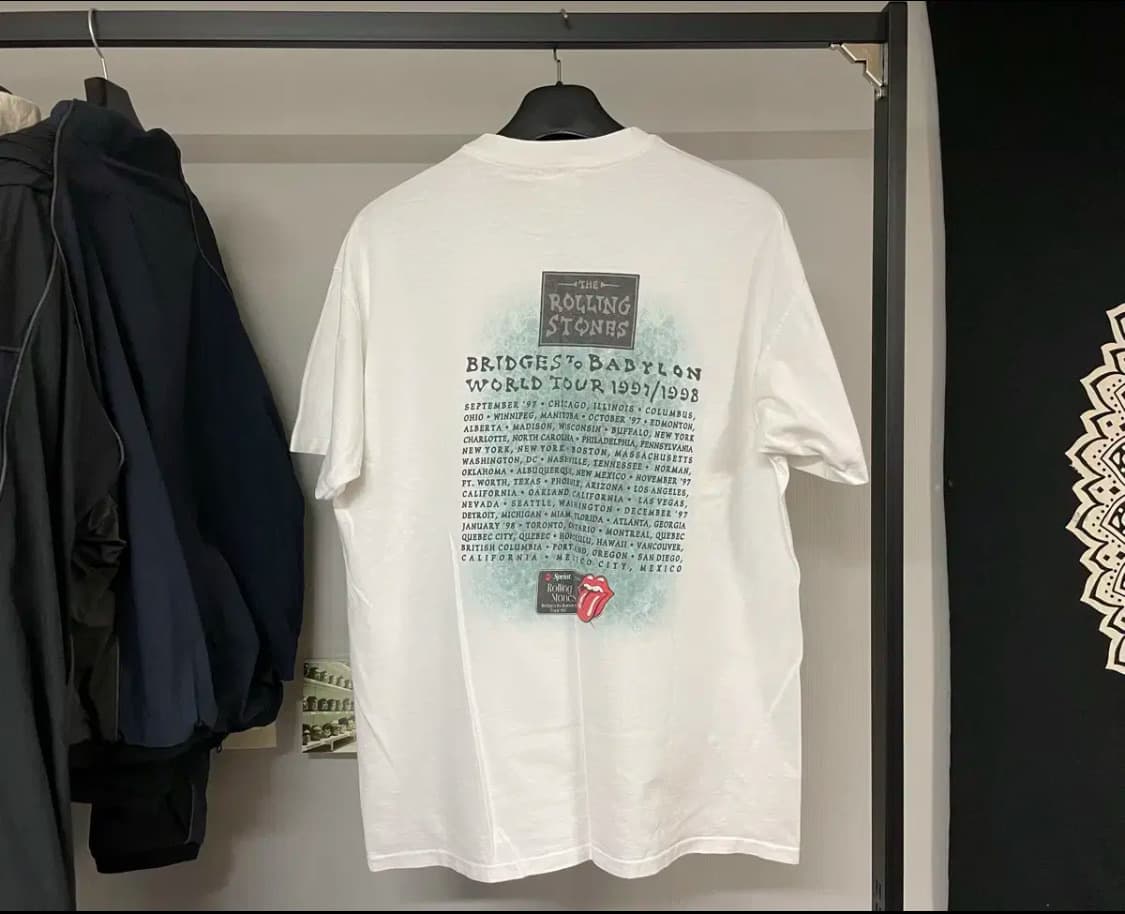 THE
ROLLING
STONES
BRIDGES TO BABYLON
WORLD TOUR 1997/1998
SEPTEMBER '97 • CHICAGO, ILLINOIS • COLUMBUS,
OHIO • WINNIPEG, MANITOBA • OCTOBER '97 • EDMONTON,
ALBERTA • MADISON, WISCONSIN • BUFFALO, NEW YORK
CHARLOTTE, NORTH CAROLINA • PHILADELPHIA, PENNSYLVANIA
NEW YORK, NEW YORK • BOSTON, MASSACHUSETTS
WASHINGTON, DC • NASHVILLE, TENNESSEE • NORMAN,
OKLAHOMA • ALBUQUERQUE, NEW MEXICO • NOVEMBER '97
FT. WORTH, TEXAS • PHOENIX, ARIZONA • LOS ANGELES,
CALIFORNIA • OAKLAND, CALIFORNIA • LAS VEGAS,
NEVADA • SEATTLE, WASHINGTON • DECEMBER '97
DETROIT, MICHIGAN • MIAMI, FLORIDA • ATLANTA, GEORGIA
JANUARY '98 • TORONTO, ONTARIO • MONTREAL, QUEBEC
QUEBEC CITY, QUEBEC • HONOLULU, HAWAII • VANCOUVER,
BRITISH COLUMBIA • PORTLAND, OREGON • SAN DIEGO,
CALIFORNIA • MEXICO CITY, MEXICO
Sprint
Rolling
Stones